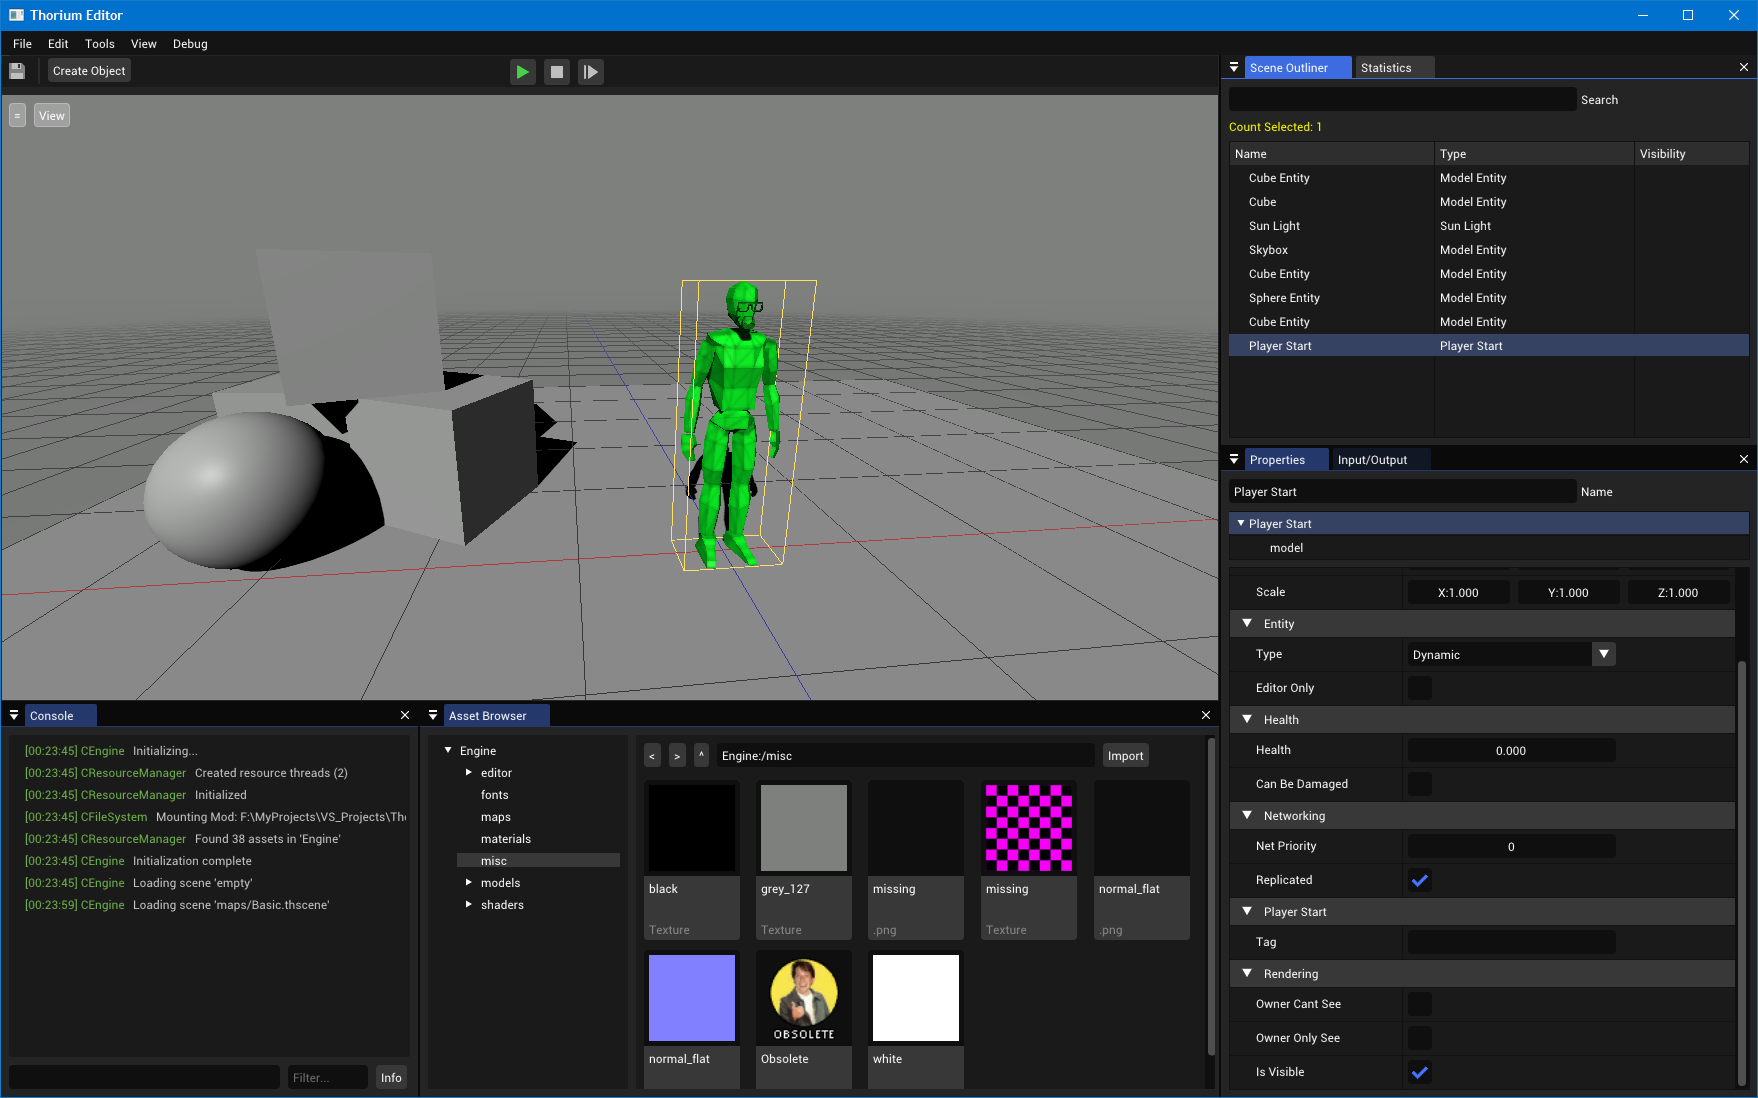 Thorium Editor
File Edit Tools View Debug
Create Object
= View
Scene Outliner Statistics
Search
Count Selected: 1
Name Type Visibility
Cube Entity Model Entity
Cube Model Entity
Sun Light Sun Light
Skybox Model Entity
Cube Entity Model Entity
Sphere Entity Model Entity
Cube Entity Model Entity
Player Start Player Start
Properties Input/Output
Player Start Name
Player Start
model
Scale X:1.000 Y:1.000 Z:1.000
Entity
Type Dynamic
Editor Only
Health
Health 0.000
Can Be Damaged
Networking
Net Priority 0
Replicated
Player Start
Tag
Rendering
Owner Cant See
Owner Only See
Is Visible
Console
[00:23:45] CEngine Initializing...
[00:23:45] CResourceManager Created resource threads (2)
[00:23:45] CResourceManager Initialized
[00:23:45] CFileSystem Mounting Mod: F:\MyProjects\VS_Projects\Tho
[00:23:45] CResourceManager Found 38 assets in 'Engine'
[00:23:45] CEngine Initialization complete
[00:23:45] CEngine Loading scene 'empty'
[00:23:59] CEngine Loading scene 'maps/Basic.thscene'
Filter... Info
Asset Browser
Engine
editor
fonts
maps
materials
misc
models
shaders
< > ^ Engine:/misc Import
black grey_127 missing missing normal_flat
Texture Texture .png Texture .png
OBSOLETE
normal_flat Obsolete white